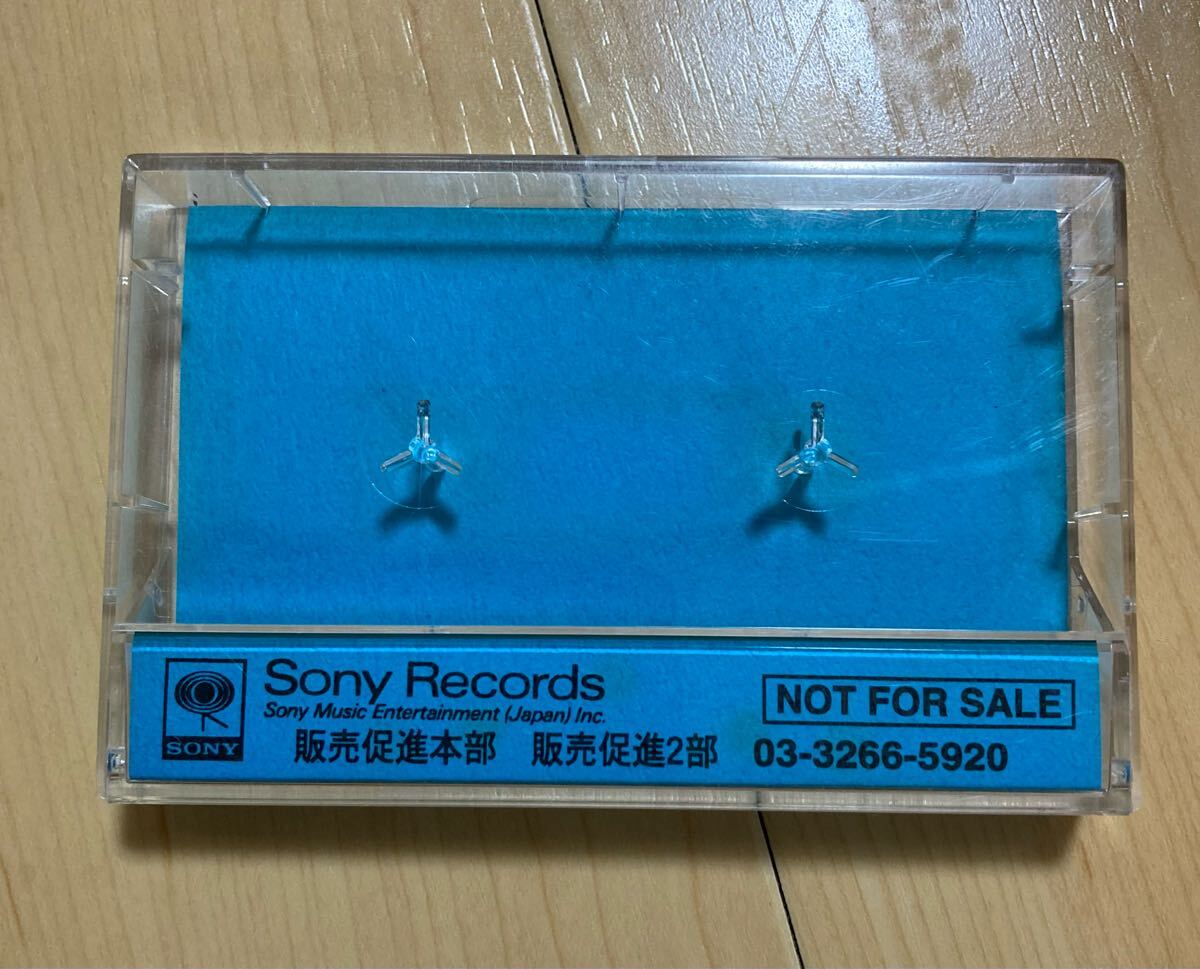 SONY
Sony Records
Sony Music Entertainment (Japan) Inc.
NOT FOR SALE
販売促進本部 販売促進2部 03-3266-5920